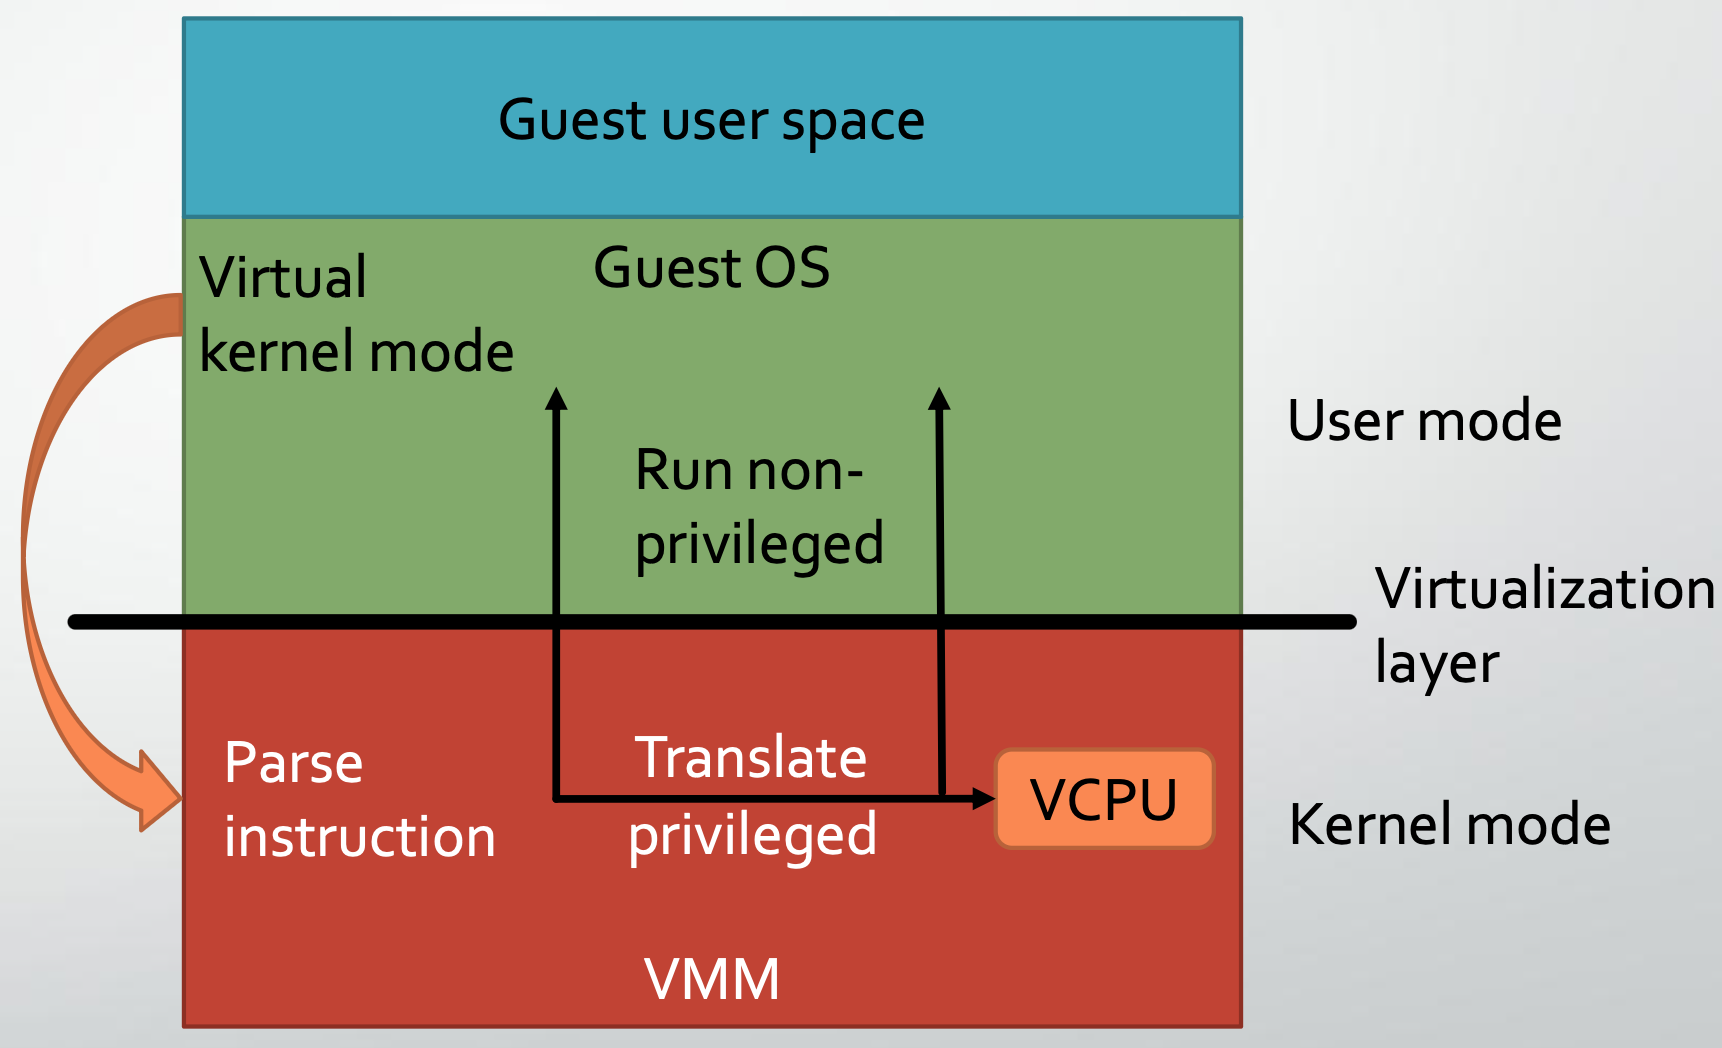 Guest user space
Virtual
kernel mode
Guest OS
Run non-
privileged
User mode
Virtualization
layer
Parse
instruction
Translate
privileged
VCPU
Kernel mode
VMM